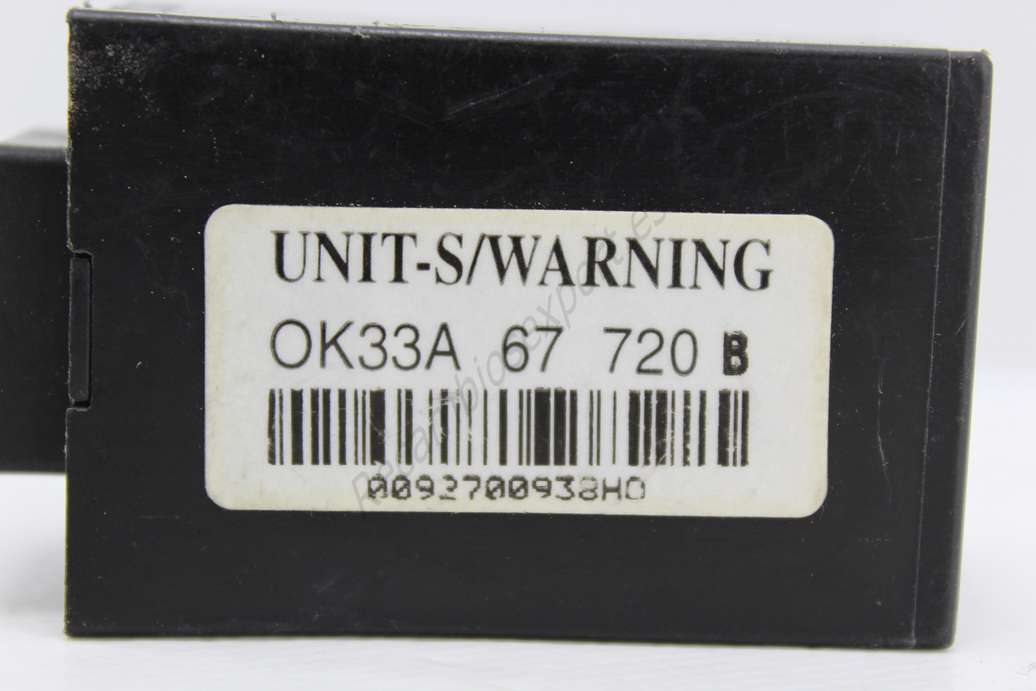 UNIT-S/WARNING
OK33A 67 720 B
0092700938HO